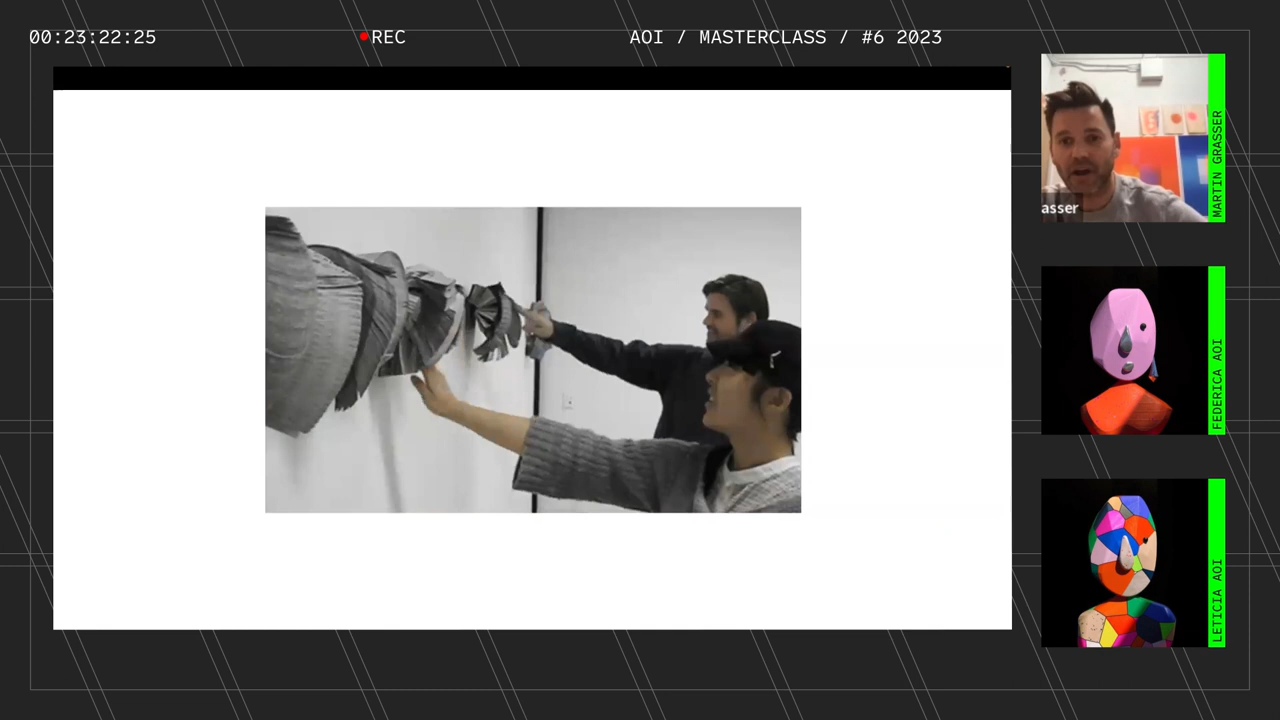 00:23:22:25
REC
AOI / MASTERCLASS / #6 2023
MARTIN GRASSER
asser
FEDERICA AOI
LETICIA AOI